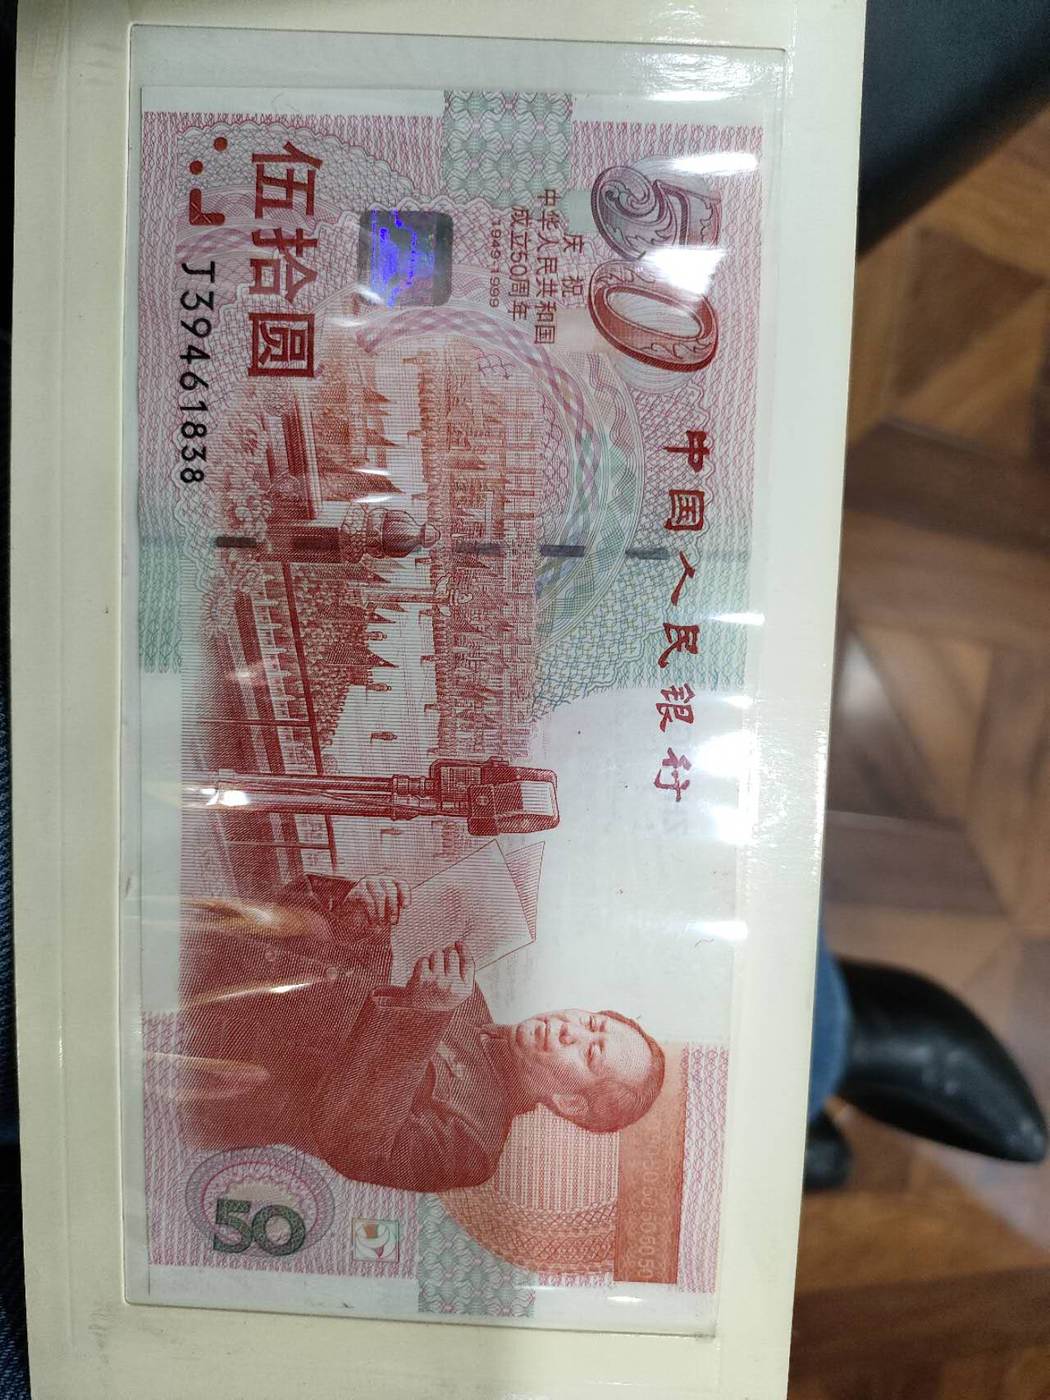 中国人民银行
50
庆祝
中华人民共和国
成立50周年
1949-1999
伍拾圆
J39461838
50